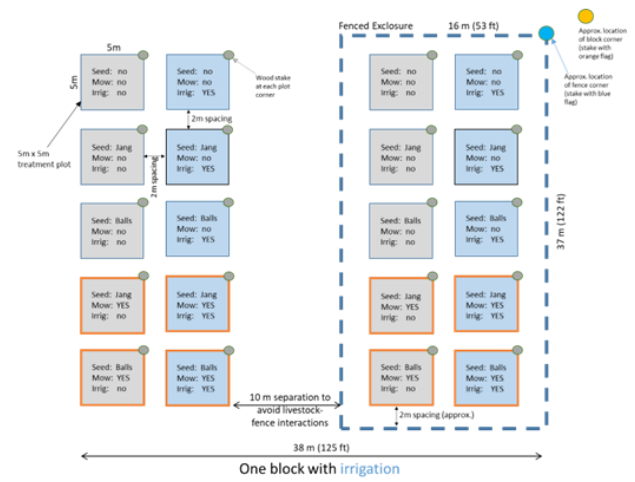 Fenced Exclosure
16 m (53 ft)
Approx. location
of block corner
(stake with
orange flag)
Approx. location
of fence corner
(stake with blue
flag)
5m
5m
Seed: no
Mow: no
Irrig: no
Seed: no
Mow: no
Irrig: YES
Wood stake
at each plot
corner
Seed: no
Mow: no
Irrig: no
Seed: no
Mow: no
Irrig: YES
2m spacing
5m x 5m
treatment plot
Seed: Jang
Mow: no
Irrig: no
2m spacing
Seed: Jang
Mow: no
Irrig: YES
Seed: Jang
Mow: no
Irrig: no
Seed: Jang
Mow: no
Irrig: YES
Seed: Balls
Mow: no
Irrig: no
Seed: Balls
Mow: no
Irrig: YES
Seed: Balls
Mow: no
Irrig: no
Seed: Balls
Mow: no
Irrig: YES
37 m (122 ft)
Seed: Jang
Mow: YES
Irrig: no
Seed: Jang
Mow: YES
Irrig: YES
Seed: Jang
Mow: YES
Irrig: no
Seed: Jang
Mow: YES
Irrig: YES
Seed: Balls
Mow: YES
Irrig: no
Seed: Balls
Mow: YES
Irrig: YES
Seed: Balls
Mow: YES
Irrig: no
Seed: Balls
Mow: YES
Irrig: YES
10 m separation to
avoid livestock-
fence interactions
2m spacing (approx.)
38 m (125 ft)
One block with irrigation